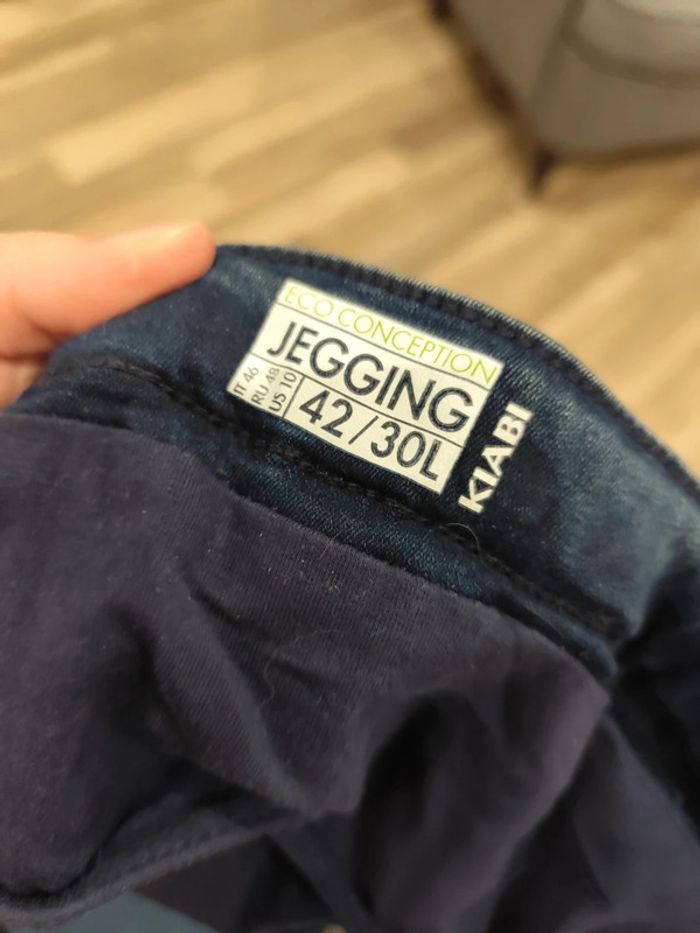 ECO CONCEPTION
JEGGING
IT 46
RU 48
US 10
42/30L
KIABI